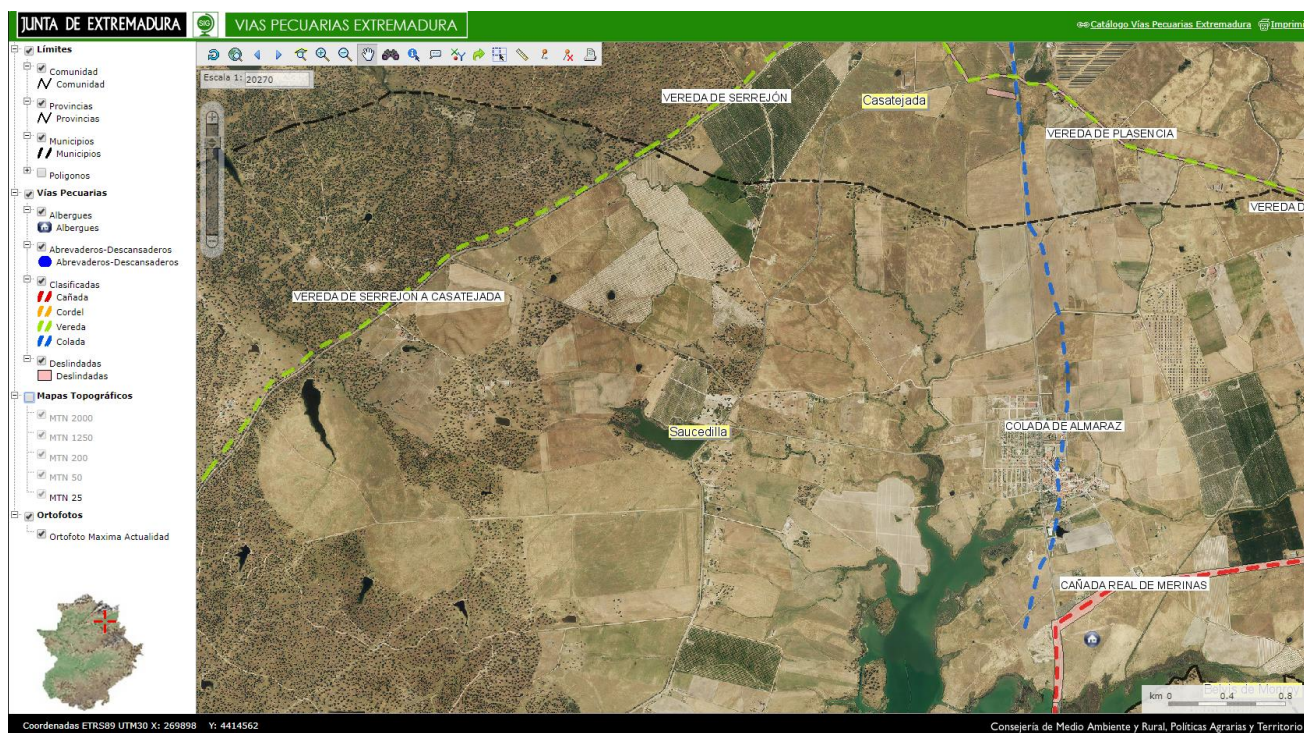 JUNTA DE EXTREMADURA
SIG
VIAS PECUARIAS EXTREMADURA
Catálogo Vías Pecuarias Extremadura
Imprimi
Límites
Comunidad
Comunidad
Provincias
Provincias
Municipios
Municipios
Poligonos
Vías Pecuarias
Albergues
Albergues
Abrevaderos-Descansaderos
Abrevaderos-Descansaderos
Clasificadas
Cañada
Cordel
Vereda
Colada
Deslindadas
Deslindadas
Mapas Topográficos
MTN 2000
MTN 1250
MTN 200
MTN 50
MTN 25
Ortofotos
Ortofoto Maxima Actualidad
Escala 1: 20270
VEREDA DE SERREJÓN
Casatejada
VEREDA DE PLASENCIA
VEREDA D
VEREDA DE SERREJON A CASATEJADA
Saucedilla
COLADA DE ALMARAZ
CAÑADA REAL DE MERINAS
Belvis de Monroy
km 0 0.4 0.8
Coordenadas ETRS89 UTM30 X: 269898 Y: 4414562
Consejería de Medio Ambiente y Rural, Políticas Agrarias y Territorio